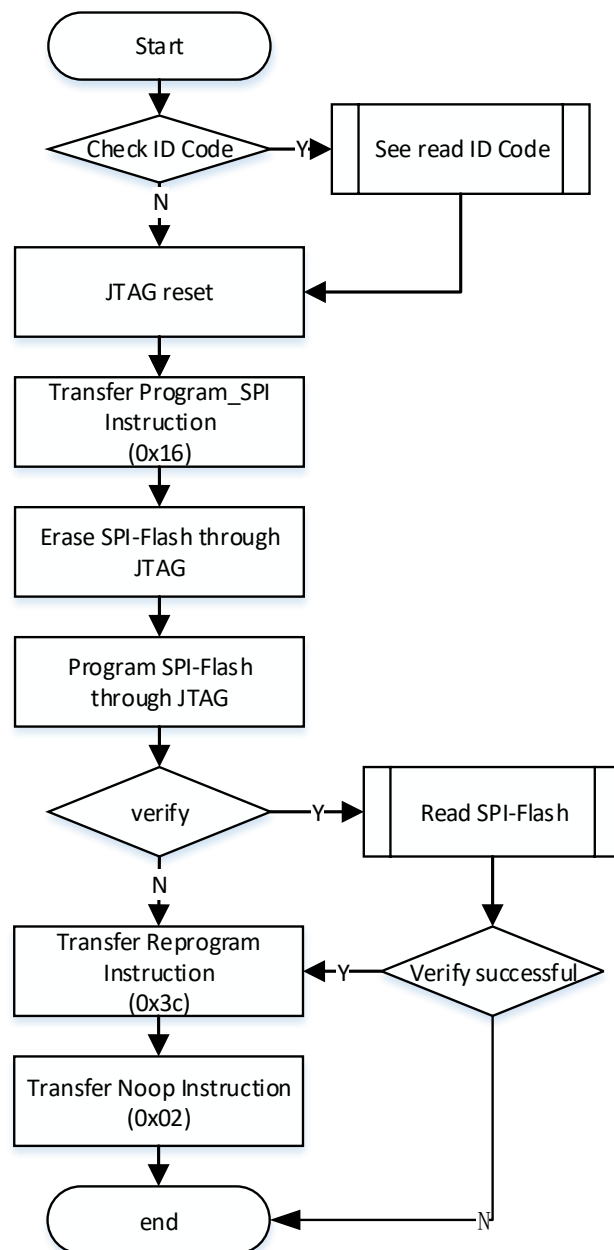 Start
Check ID Code
Y
See read ID Code
N
JTAG reset
Transfer Program_SPI
Instruction
(0x16)
Erase SPI-Flash through
JTAG
Program SPI-Flash
through JTAG
verify
Y
Read SPI-Flash
N
Transfer Reprogram
Instruction
(0x3c)
Y
Verify successful
Transfer Noop Instruction
(0x02)
end
N